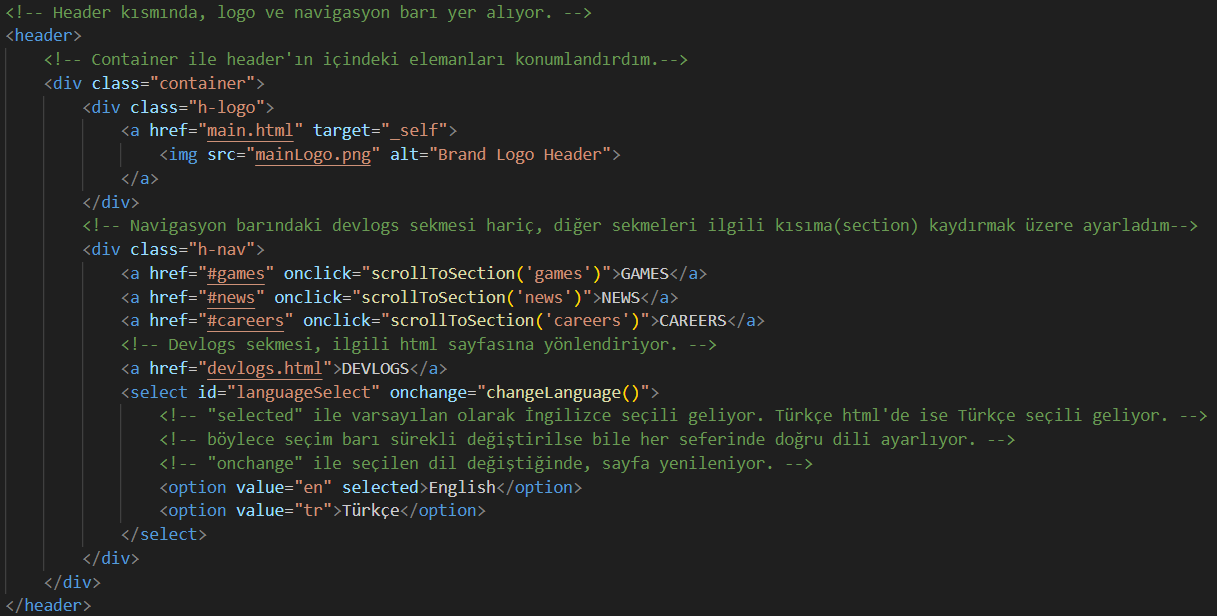 <!-- Header kısmında, logo ve navigasyon barı yer alıyor. -->
<header>
    <!-- Container ile header'ın içindeki elemanları konumlandırdım.-->
    <div class="container">
        <div class="h-logo">
            <a href="main.html" target="_self">
                <img src="mainLogo.png" alt="Brand Logo Header">
            </a>
        </div>
        <!-- Navigasyon barındaki devlogs sekmesi hariç, diğer sekmeleri ilgili kısıma(section) kaydırmak üzere ayarladım-->
        <div class="h-nav">
            <a href="#games" onclick="scrollToSection('games')">GAMES</a>
            <a href="#news" onclick="scrollToSection('news')">NEWS</a>
            <a href="#careers" onclick="scrollToSection('careers')">CAREERS</a>
            <!-- Devlogs sekmesi, ilgili html sayfasına yönlendiriyor. -->
            <a href="devlogs.html">DEVLOGS</a>
            <select id="languageSelect" onchange="changeLanguage()">
                <!-- "selected" ile varsayılan olarak İngilizce seçili geliyor. Türkçe html'de ise Türkçe seçili geliyor. -->
                <!-- böylece seçim barı sürekli değiştirilse bile her seferinde doğru dili ayarlıyor. -->
                <!-- "onchange" ile seçilen dil değiştiğinde, sayfa yenileniyor. -->
                <option value="en" selected>English</option>
                <option value="tr">Türkçe</option>
            </select>
        </div>
    </div>
</header>